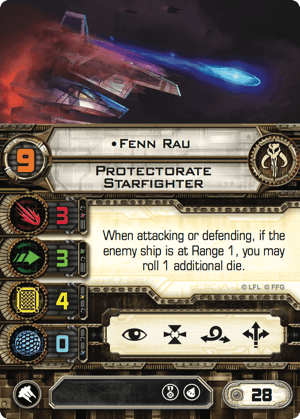 •Fenn Rau
9
Protectorate
Starfighter
3
3
4
0
When attacking or defending, if the
enemy ship is at Range 1, you may
roll 1 additional die.
© LFL © FFG
28